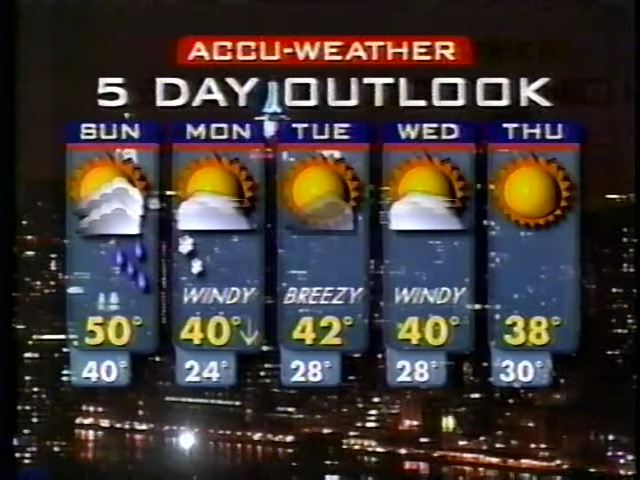 ACCU-WEATHER
5 DAY OUTLOOK
SUN MON TUE WED THU
WINDY BREEZY WINDY
50° 40° 42° 40° 38°
40° 24° 28° 28° 30°